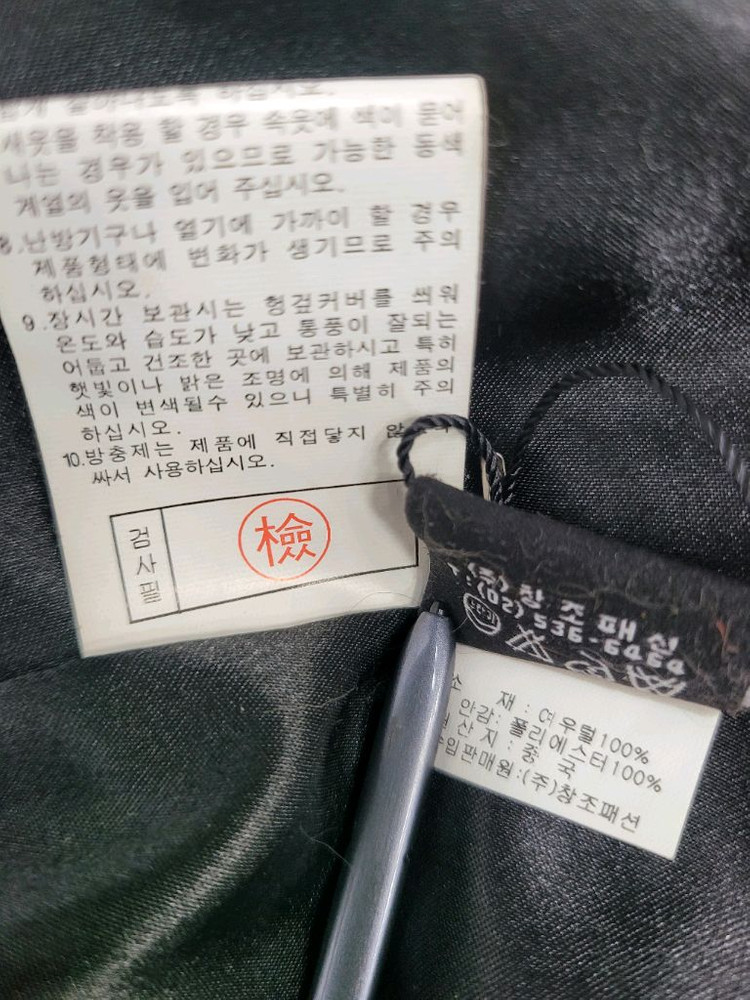 새옷을 착용 할 경우 속옷에 색이 묻어
나는 경우가 있으므로 가능한 동색
계열의 옷을 입어 주십시오.
8.난방기구나 열기에 가까이 할 경우
제품형태에 변화가 생기므로 주의
하십시오.
9.장시간 보관시는 헝겊커버를 씌워
온도와 습도가 낮고 통풍이 잘되는
어둡고 건조한 곳에 보관하시고 특히
햇빛이나 밝은 조명에 의해 제품의
색이 변색될수 있으니 특별히 주의
하십시오.
10.방충제는 제품에 직접닿지
싸서 사용하십시오.
검사필
檢
(주)창조패션
:(02) 536-6464
재 : 여우털100%
안감: 폴리에스터100%
산 지 : 중 국
판매원:(주)창조패션